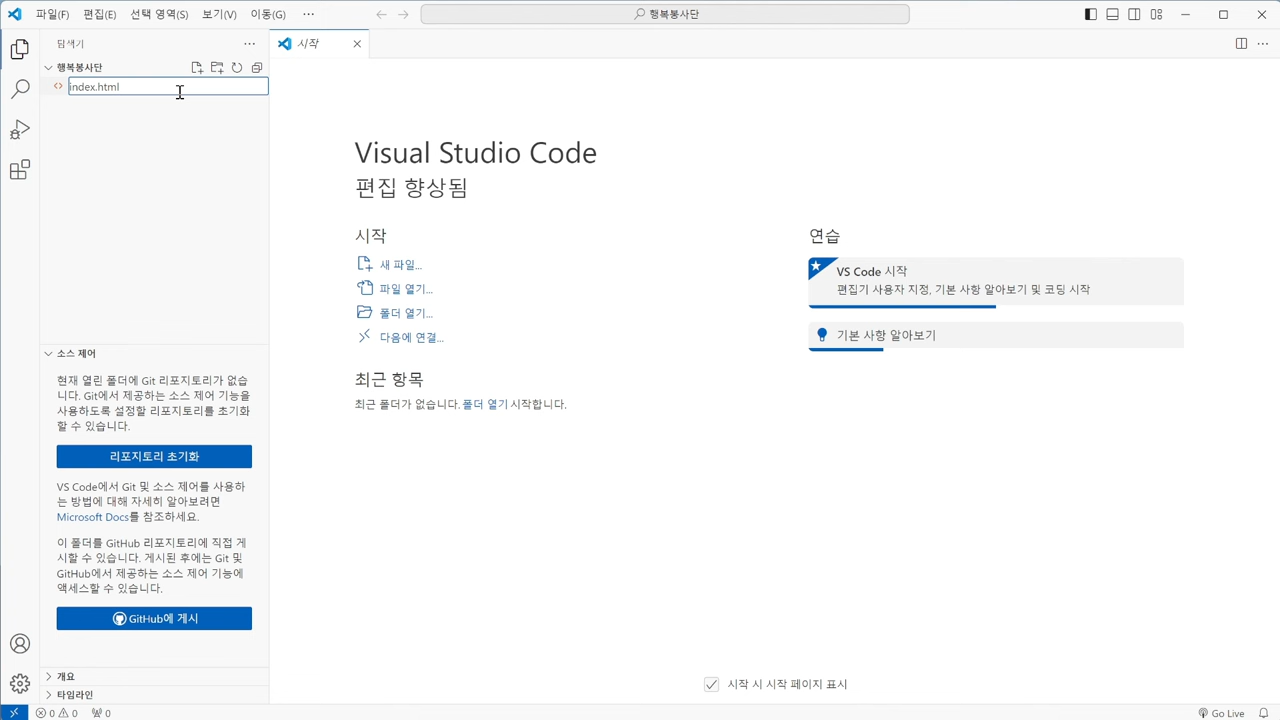 파일(F) 편집(E) 선택 영역(S) 보기(V) 이동(G) ···
행복봉사단
탐색기
시작
행복봉사단
index.html
Visual Studio Code
편집 향상됨
시작
새 파일...
파일 열기...
폴더 열기...
다음에 연결...
최근 항목
최근 폴더가 없습니다. 폴더 열기 시작합니다.
연습
VS Code 시작
편집기 사용자 지정, 기본 사항 알아보기 및 코딩 시작
기본 사항 알아보기
소스 제어
현재 열린 폴더에 Git 리포지토리가 없습
니다. Git에서 제공하는 소스 제어 기능을
사용하도록 설정할 리포지토리를 초기화
할 수 있습니다.
리포지토리 초기화
VS Code에서 Git 및 소스 제어를 사용하
는 방법에 대해 자세히 알아보려면
Microsoft Docs를 참조하세요.
이 폴더를 GitHub 리포지토리에 직접 게
시할 수 있습니다. 게시된 후에는 Git 및
GitHub에서 제공하는 소스 제어 기능에
액세스할 수 있습니다.
GitHub에 게시
개요
타임라인
시작 시 시작 페이지 표시
0 0 0
Go Live